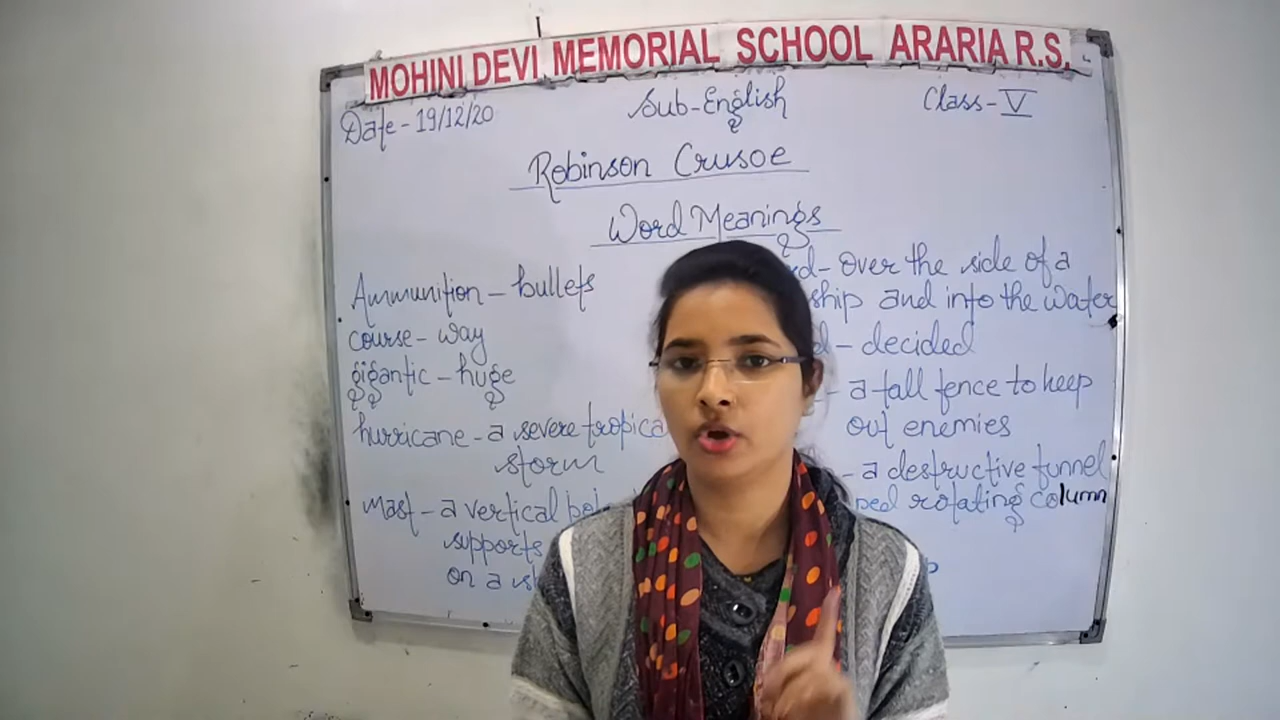 MOHINI DEVI MEMORIAL SCHOOL ARARIA R.S.
Date - 19/12/20
Sub - English
Class - V
Robinson Crusoe
Word Meanings
Ammunition - bullets
course - way
gigantic - huge
hurricane - a severe tropica
storm
mast - a vertical
supports
on a
- over the side of a
ship and into the water
- decided
- a tall fence to keep
out enemies
- a destructive funnel
rotating column